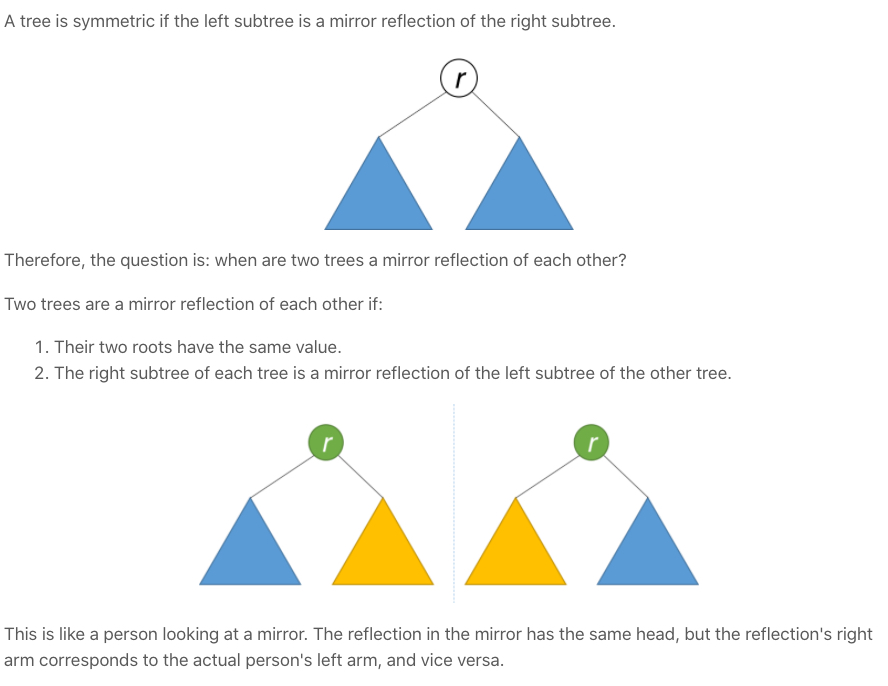 A tree is symmetric if the left subtree is a mirror reflection of the right subtree.
r
Therefore, the question is: when are two trees a mirror reflection of each other?
Two trees are a mirror reflection of each other if:
1. Their two roots have the same value.
2. The right subtree of each tree is a mirror reflection of the left subtree of the other tree.
r r
This is like a person looking at a mirror. The reflection in the mirror has the same head, but the reflection's right
arm corresponds to the actual person's left arm, and vice versa.